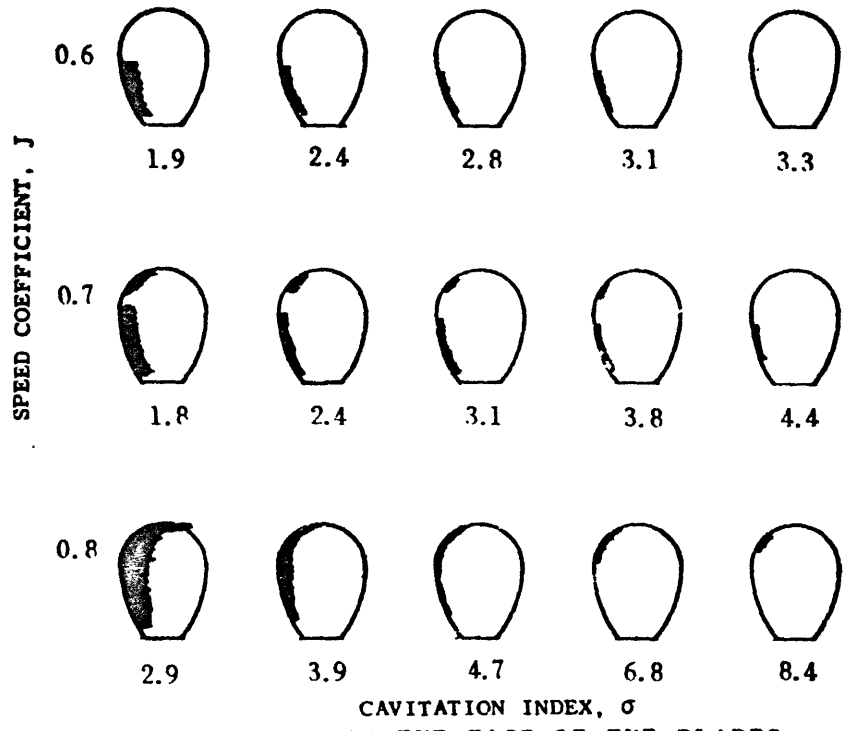 0.6
1.9 2.4 2.8 3.1 3.3
SPEED COEFFICIENT, J
0.7
1.8 2.4 3.1 3.8 4.4
0.8
2.9 3.9 4.7 6.8 8.4
CAVITATION INDEX, σ